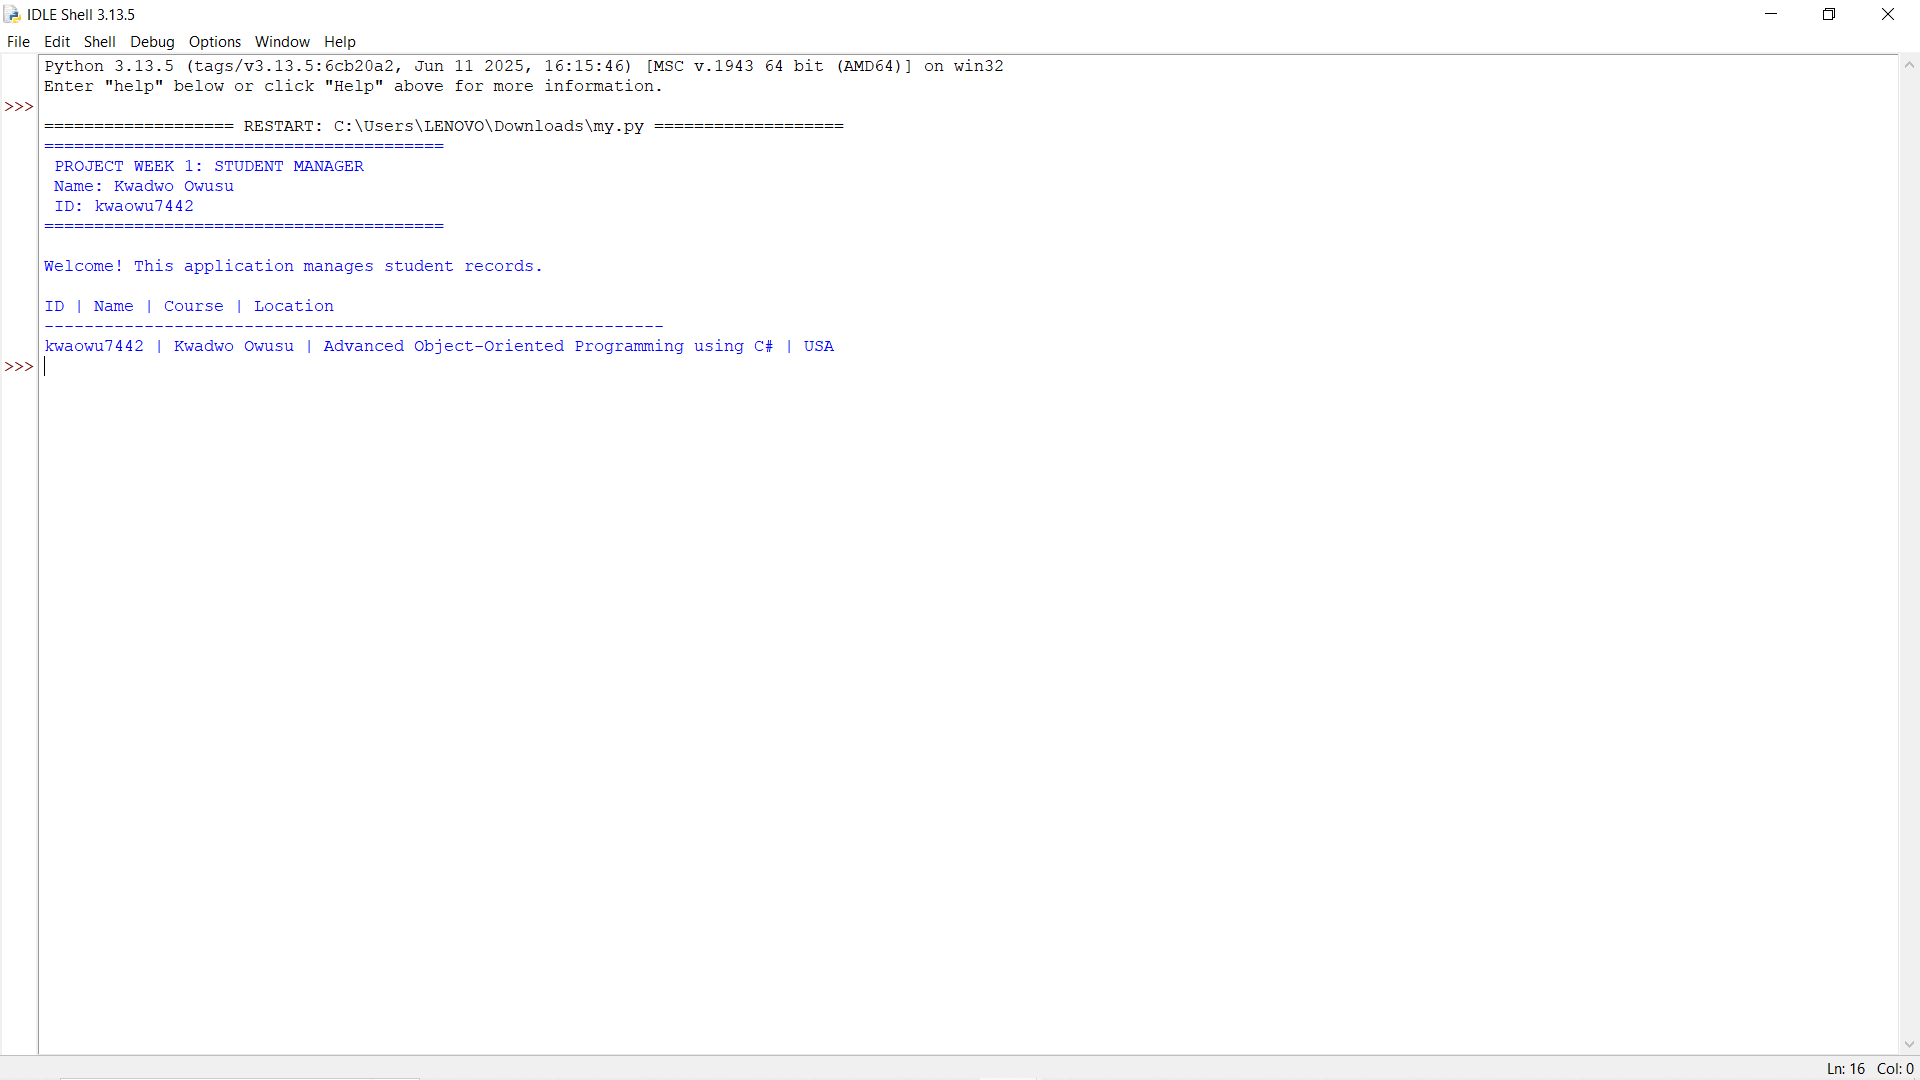 IDLE Shell 3.13.5
File Edit Shell Debug Options Window Help
Python 3.13.5 (tags/v3.13.5:6cb20a2, Jun 11 2025, 16:15:46) [MSC v.1943 64 bit (AMD64)] on win32
Enter "help" below or click "Help" above for more information.
>>>
=================== RESTART: C:\Users\LENOVO\Downloads\my.py ===================
========================================
 PROJECT WEEK 1: STUDENT MANAGER
 Name: Kwadwo Owusu
 ID: kwaowu7442
========================================
Welcome! This application manages student records.
ID | Name | Course | Location
--------------------------------------------------------------
kwaowu7442 | Kwadwo Owusu | Advanced Object-Oriented Programming using C# | USA
>>>
Ln: 16 Col: 0